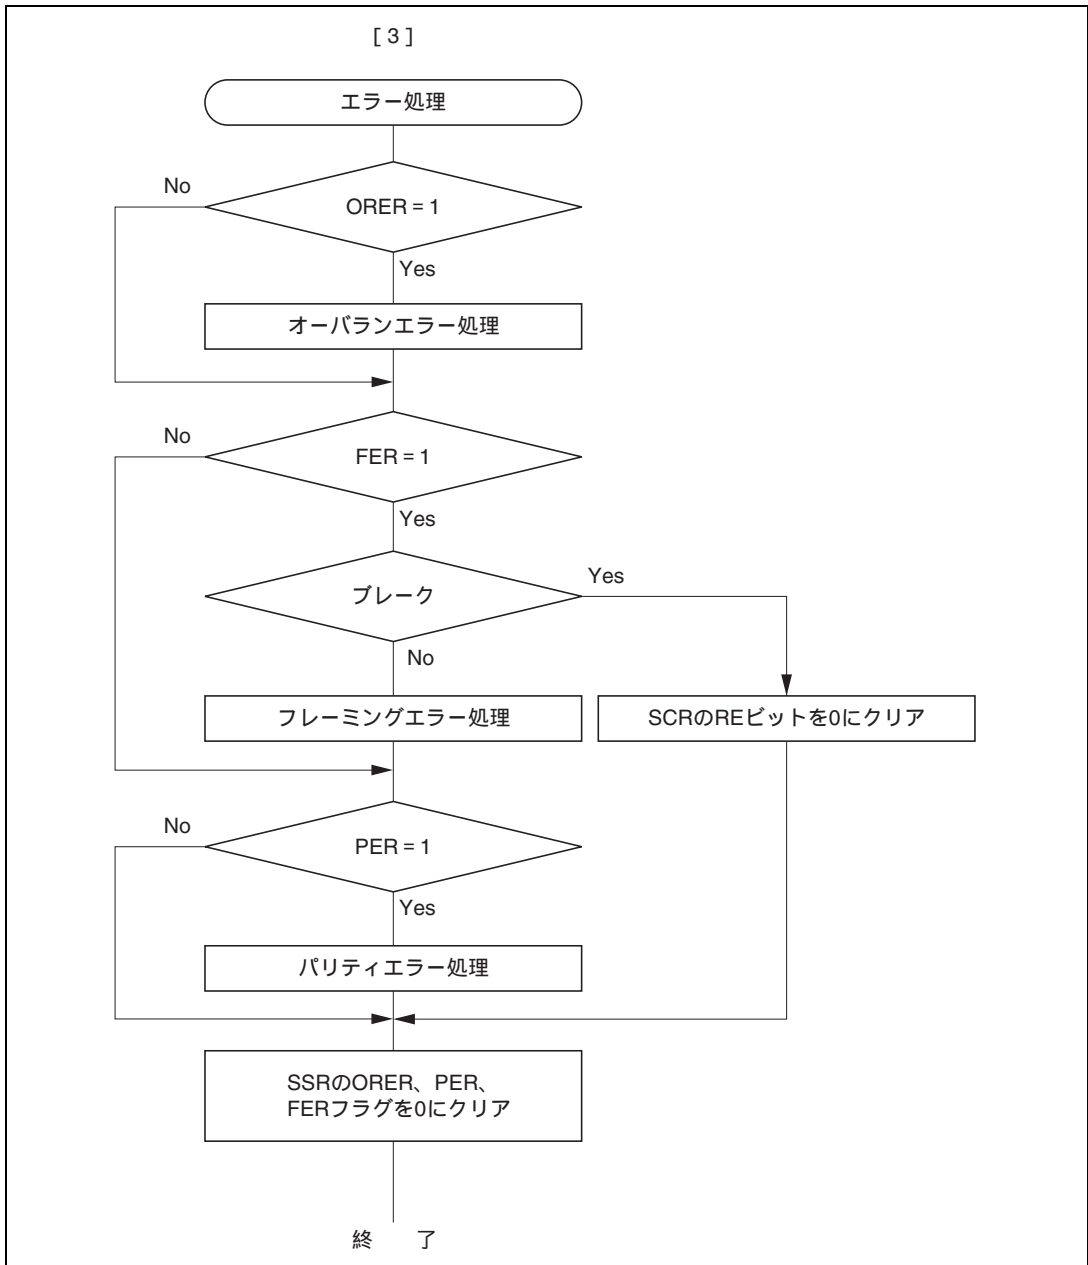 [ 3 ]
エラー処理
No
ORER = 1
Yes
オーバランエラー処理
No
FER = 1
Yes
ブレーク
Yes
No
フレーミングエラー処理
SCRのREビットを0にクリア
No
PER = 1
Yes
パリティエラー処理
SSRのORER、PER、
FERフラグを0にクリア
終 了